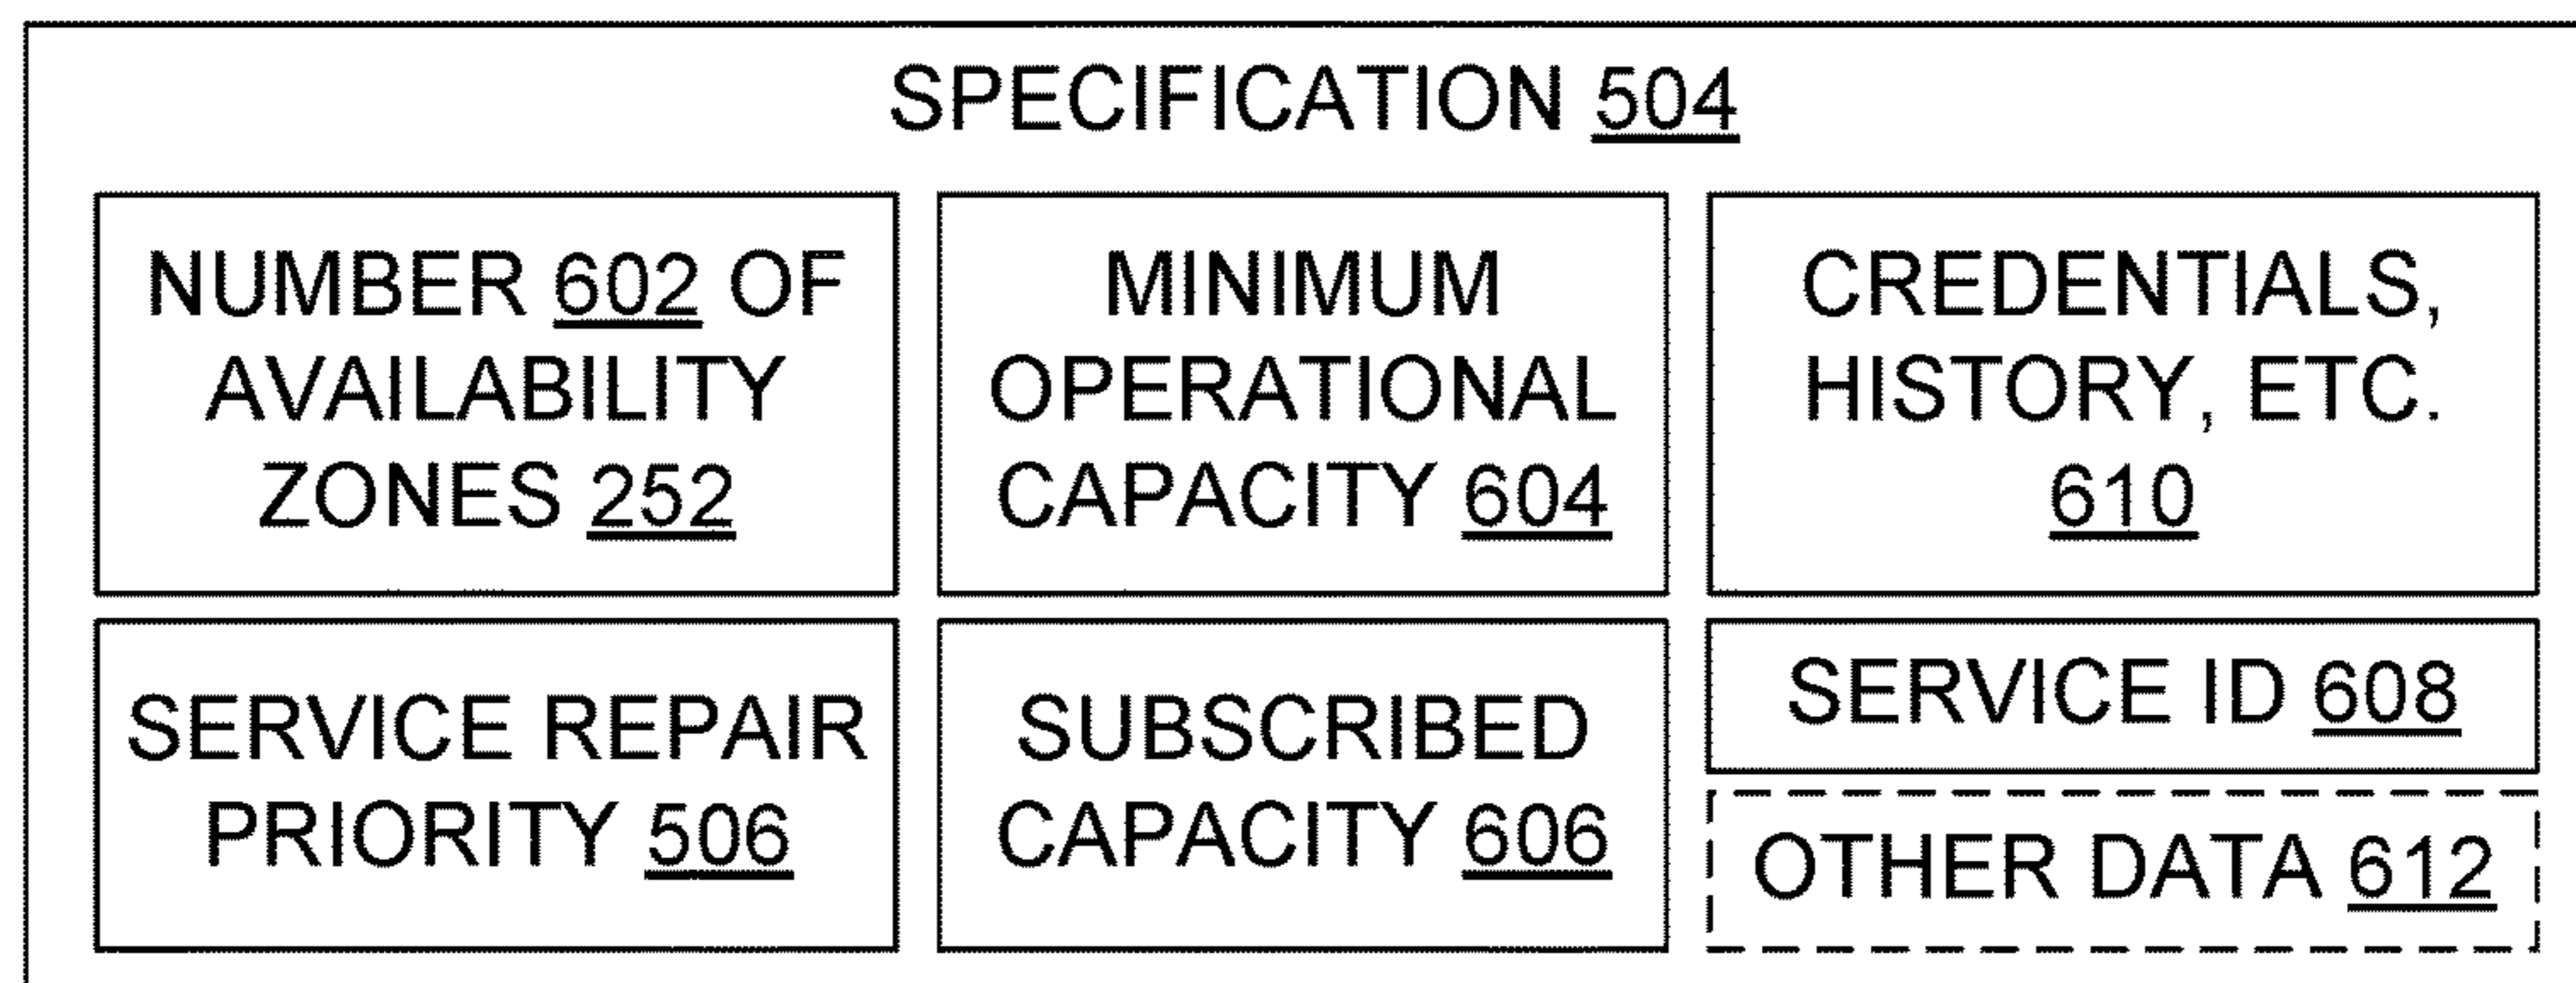 SPECIFICATION 504
NUMBER 602 OF
AVAILABILITY
ZONES 252
MINIMUM
OPERATIONAL
CAPACITY 604
CREDENTIALS,
HISTORY, ETC.
610
SERVICE REPAIR
PRIORITY 506
SUBSCRIBED
CAPACITY 606
SERVICE ID 608
OTHER DATA 612